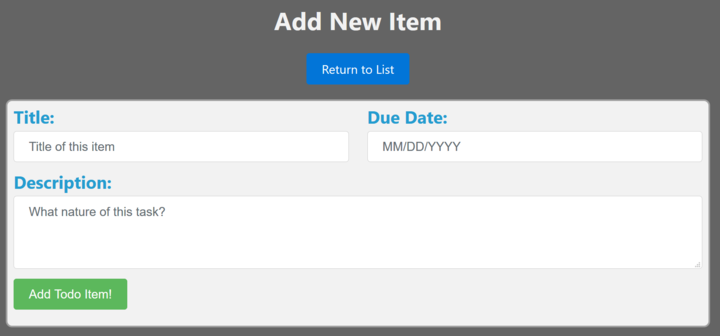 Add New Item
Return to List
Title:
Due Date:
Title of this item
MM/DD/YYYY
Description:
What nature of this task?
Add Todo Item!